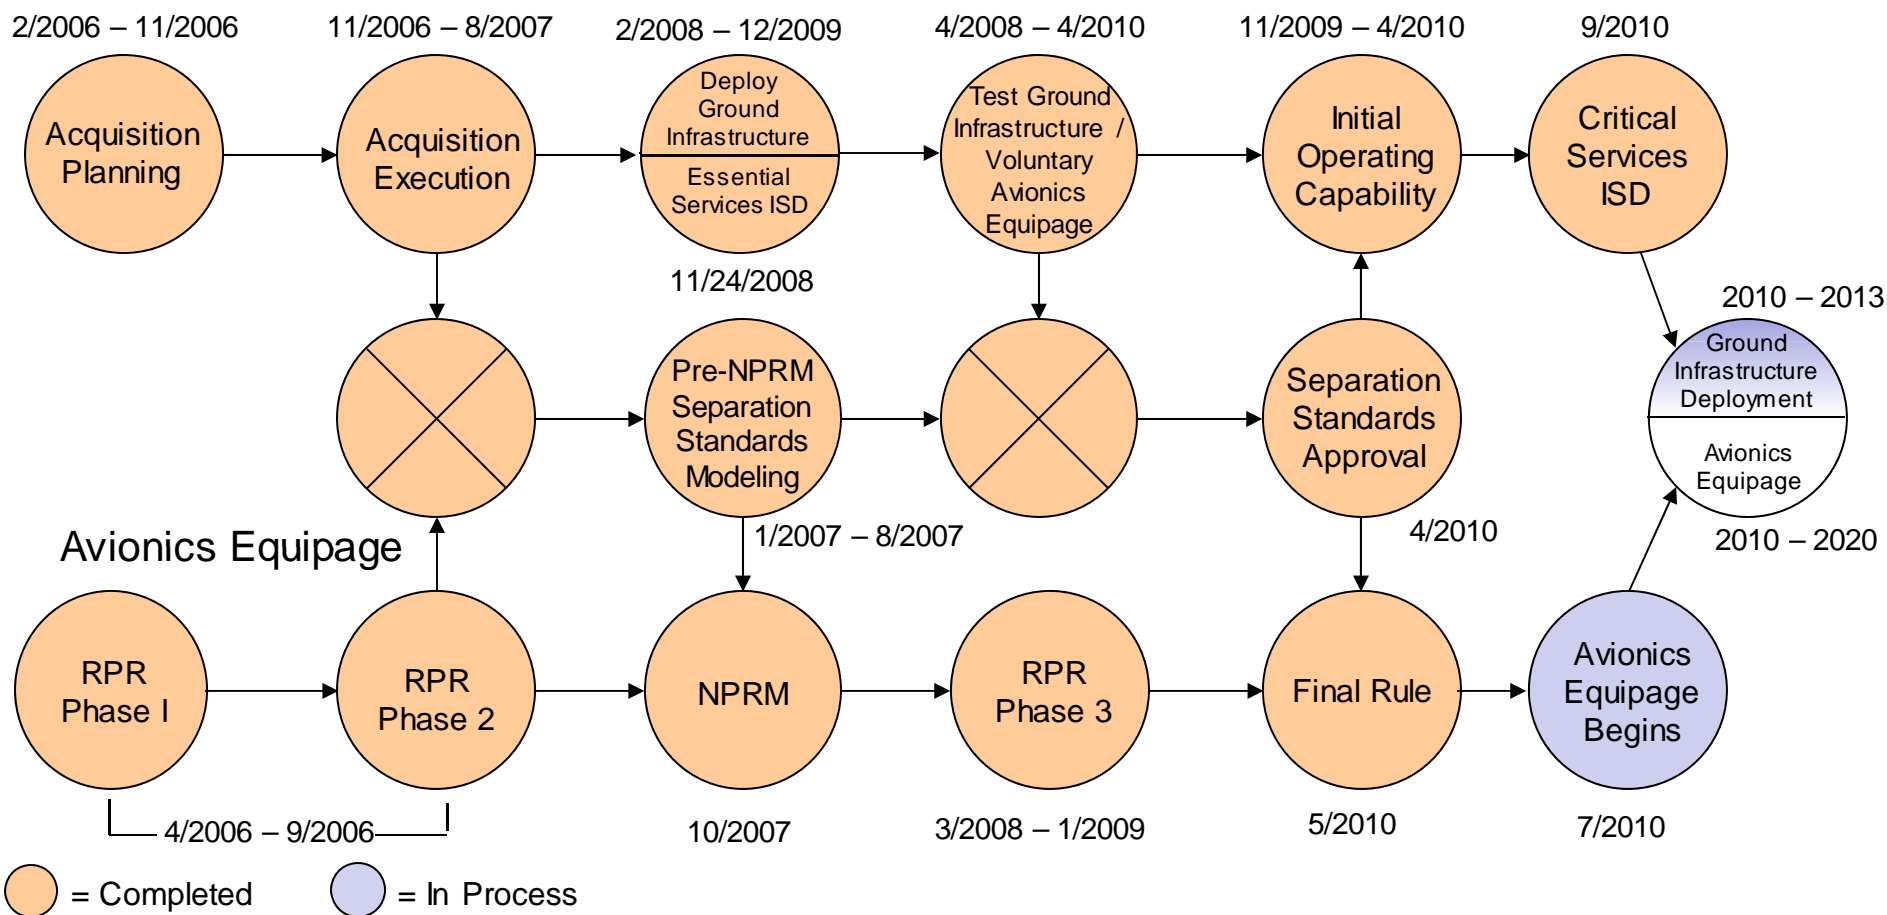 2/2006 – 11/2006
11/2006 – 8/2007
2/2008 – 12/2009
4/2008 – 4/2010
11/2009 – 4/2010
9/2010
Acquisition
Planning
Acquisition
Execution
Deploy
Ground
Infrastructure
Essential
Services ISD
Test Ground
Infrastructure /
Voluntary
Avionics
Equipage
Initial
Operating
Capability
Critical
Services
ISD
11/24/2008
2010 – 2013
Pre-NPRM
Separation
Standards
Modeling
Separation
Standards
Approval
Ground
Infrastructure
Deployment
Avionics
Equipage
1/2007 – 8/2007
4/2010
2010 – 2020
Avionics Equipage
RPR
Phase I
RPR
Phase 2
NPRM
RPR
Phase 3
Final Rule
Avionics
Equipage
Begins
4/2006 – 9/2006
10/2007
3/2008 – 1/2009
5/2010
7/2010
= Completed
= In Process